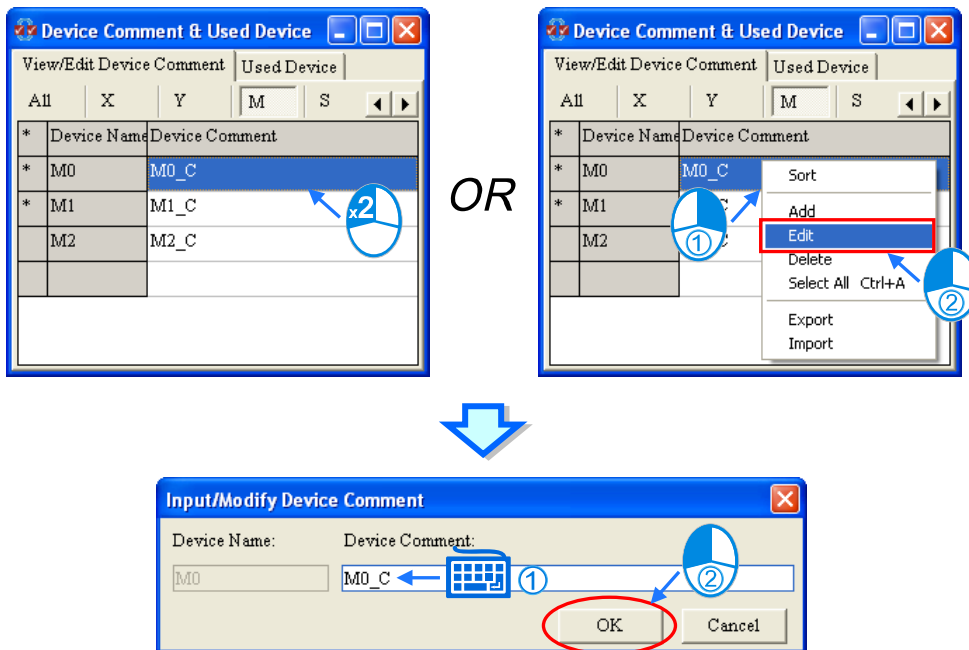 Device Comment & Used Device
View/Edit Device Comment Used Device
All X Y M S
* Device Name Device Comment
* M0 M0_C
* M1 M1_C
M2 M2_C
x2
OR
Device Comment & Used Device
View/Edit Device Comment Used Device
All X Y M S
* Device Name Device Comment
* M0 M0_C
* M1
M2
①
Sort
Add
Edit
Delete
Select All Ctrl+A
Export
Import
②
Input/Modify Device Comment
Device Name: Device Comment:
M0 M0_C ① ②
OK Cancel